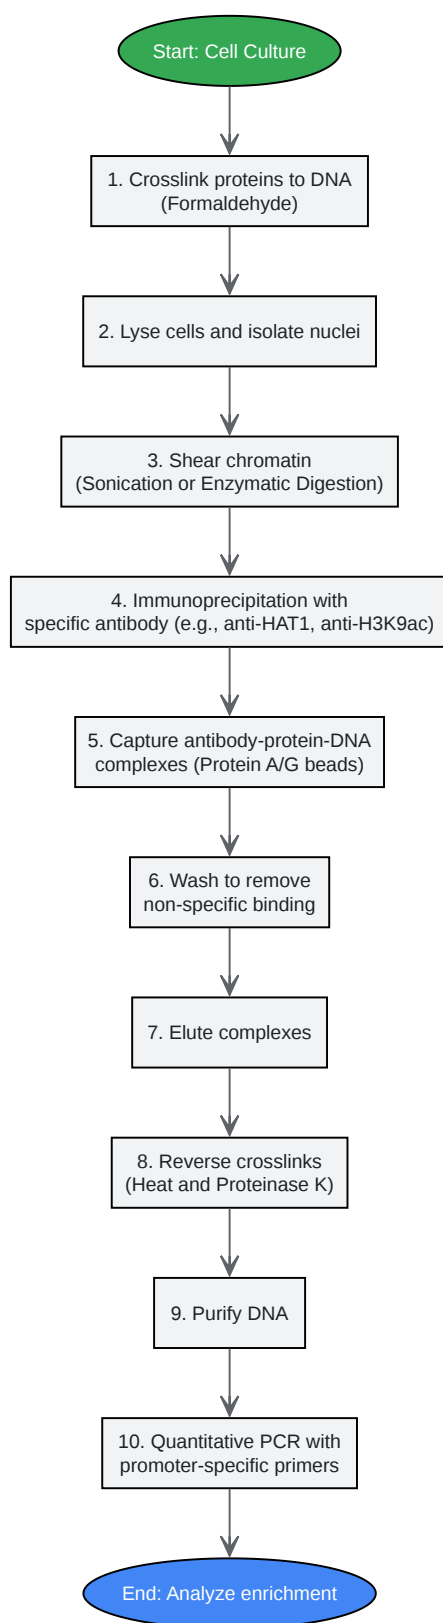 Start: Cell Culture
1. Crosslink proteins to DNA
(Formaldehyde)
2. Lyse cells and isolate nuclei
3. Shear chromatin
(Sonication or Enzymatic Digestion)
4. Immunoprecipitation with
specific antibody (e.g., anti-HAT1, anti-H3K9ac)
5. Capture antibody-protein-DNA
complexes (Protein A/G beads)
6. Wash to remove
non-specific binding
7. Elute complexes
8. Reverse crosslinks
(Heat and Proteinase K)
9. Purify DNA
10. Quantitative PCR with
promoter-specific primers
End: Analyze enrichment